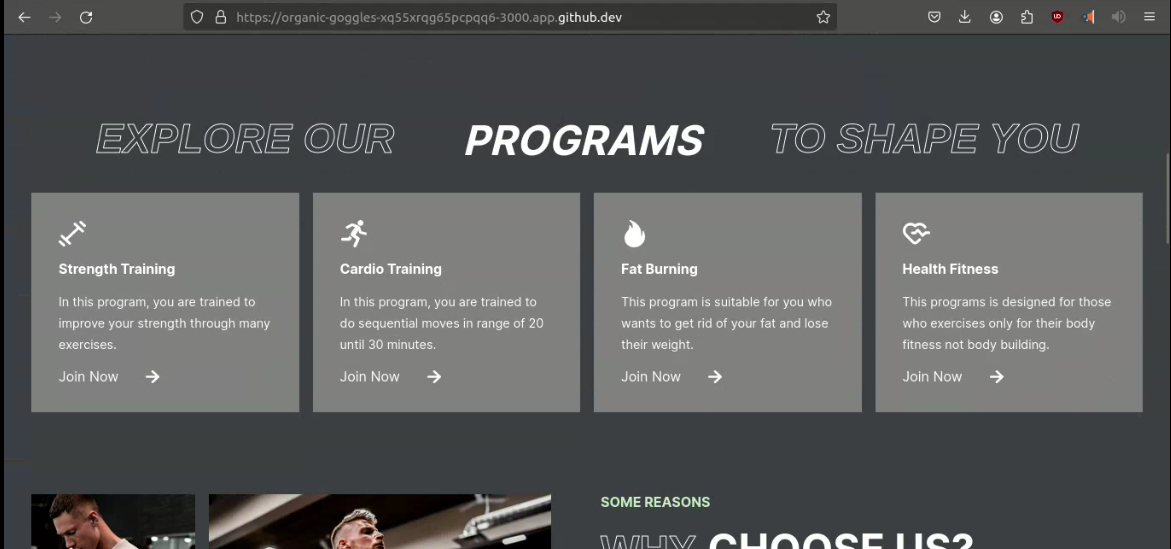 https://organic-goggles-xq55xrqg65pcpqq6-3000.app.github.dev
EXPLORE OUR PROGRAMS TO SHAPE YOU
Strength Training
In this program, you are trained to
improve your strength through many
exercises.
Join Now
Cardio Training
In this program, you are trained to
do sequential moves in range of 20
until 30 minutes.
Join Now
Fat Burning
This program is suitable for you who
wants to get rid of your fat and lose
their weight.
Join Now
Health Fitness
This programs is designed for those
who exercises only for their body
fitness not body building.
Join Now
SOME REASONS
WHY CHOOSE US?